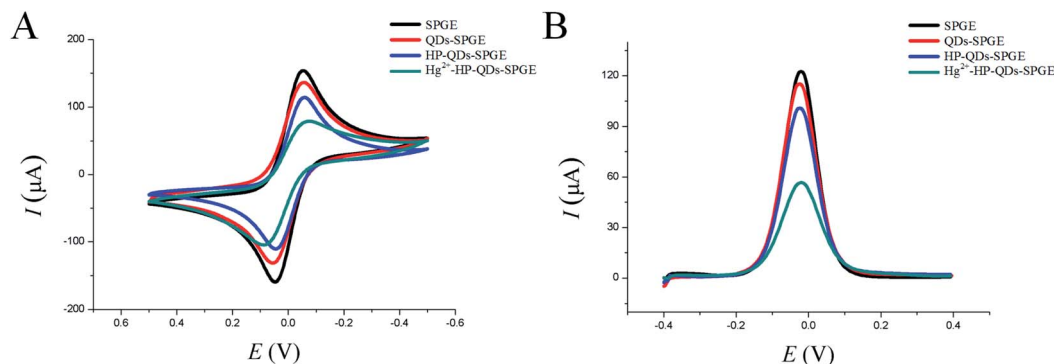 A
SPGE
QDs-SPGE
HP-QDs-SPGE
Hg²⁺-HP-QDs-SPGE
200
100
0
-100
-200
I (μA)
0.6 0.4 0.2 0.0 -0.2 -0.4 -0.6
E (V)
B
SPGE
QDs-SPGE
HP-QDs-SPGE
Hg²⁺-HP-QDs-SPGE
120
90
60
30
0
I (μA)
-0.4 -0.2 0.0 0.2 0.4
E (V)